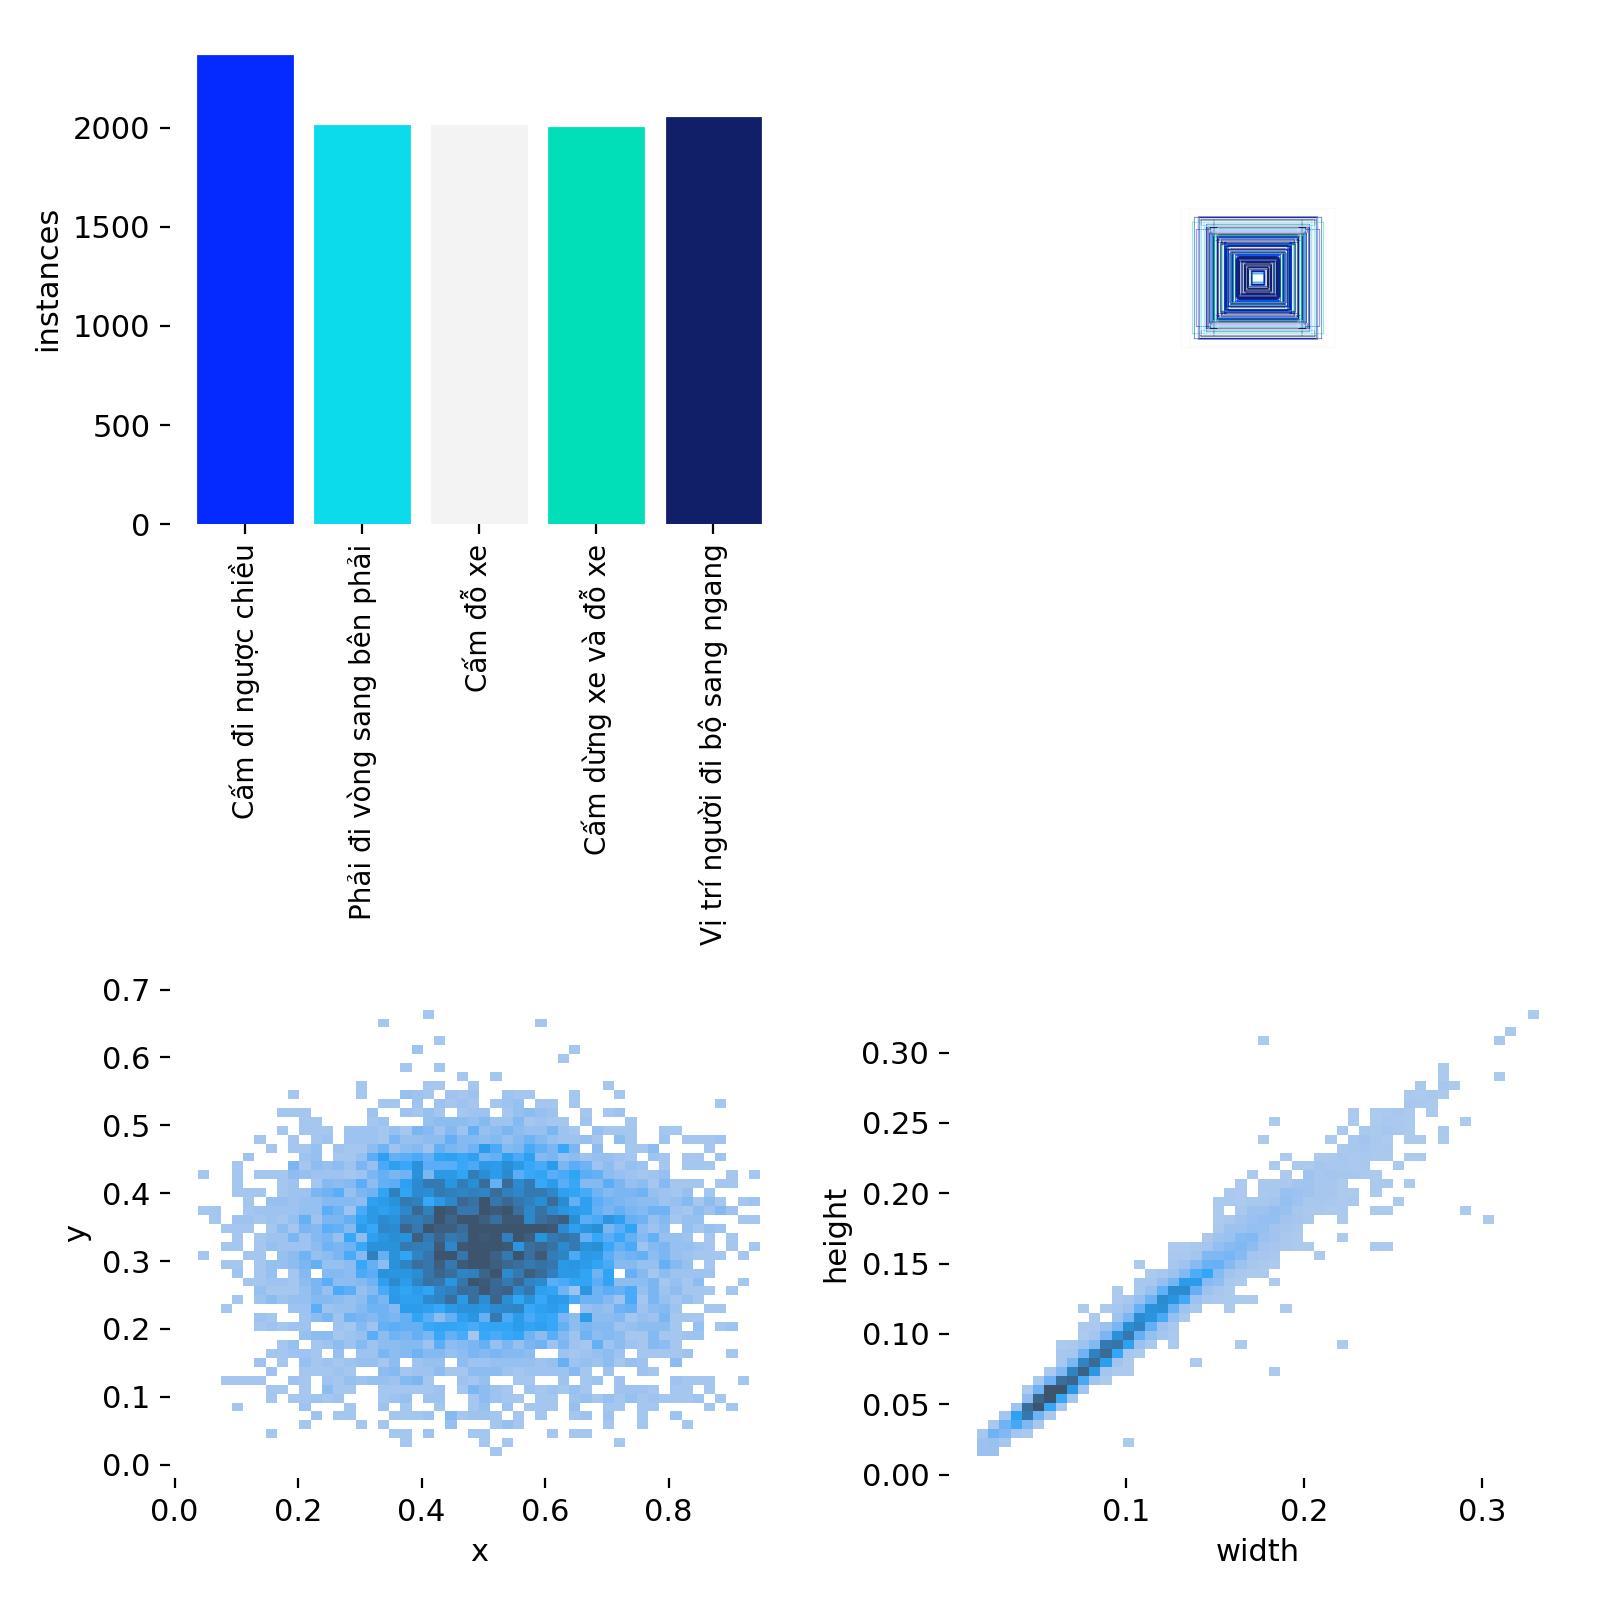 2000
1500
1000
500
0
instances
Cấm đi ngược chiều
Phải đi vòng sang bên phải
Cấm đỗ xe
Cấm dừng xe và đỗ xe
Vị trí người đi bộ sang ngang
0.7
0.6
0.5
0.4
0.3
0.2
0.1
0.0
y
0.0 0.2 0.4 0.6 0.8
x
0.30
0.25
0.20
0.15
0.10
0.05
0.00
height
0.1 0.2 0.3
width